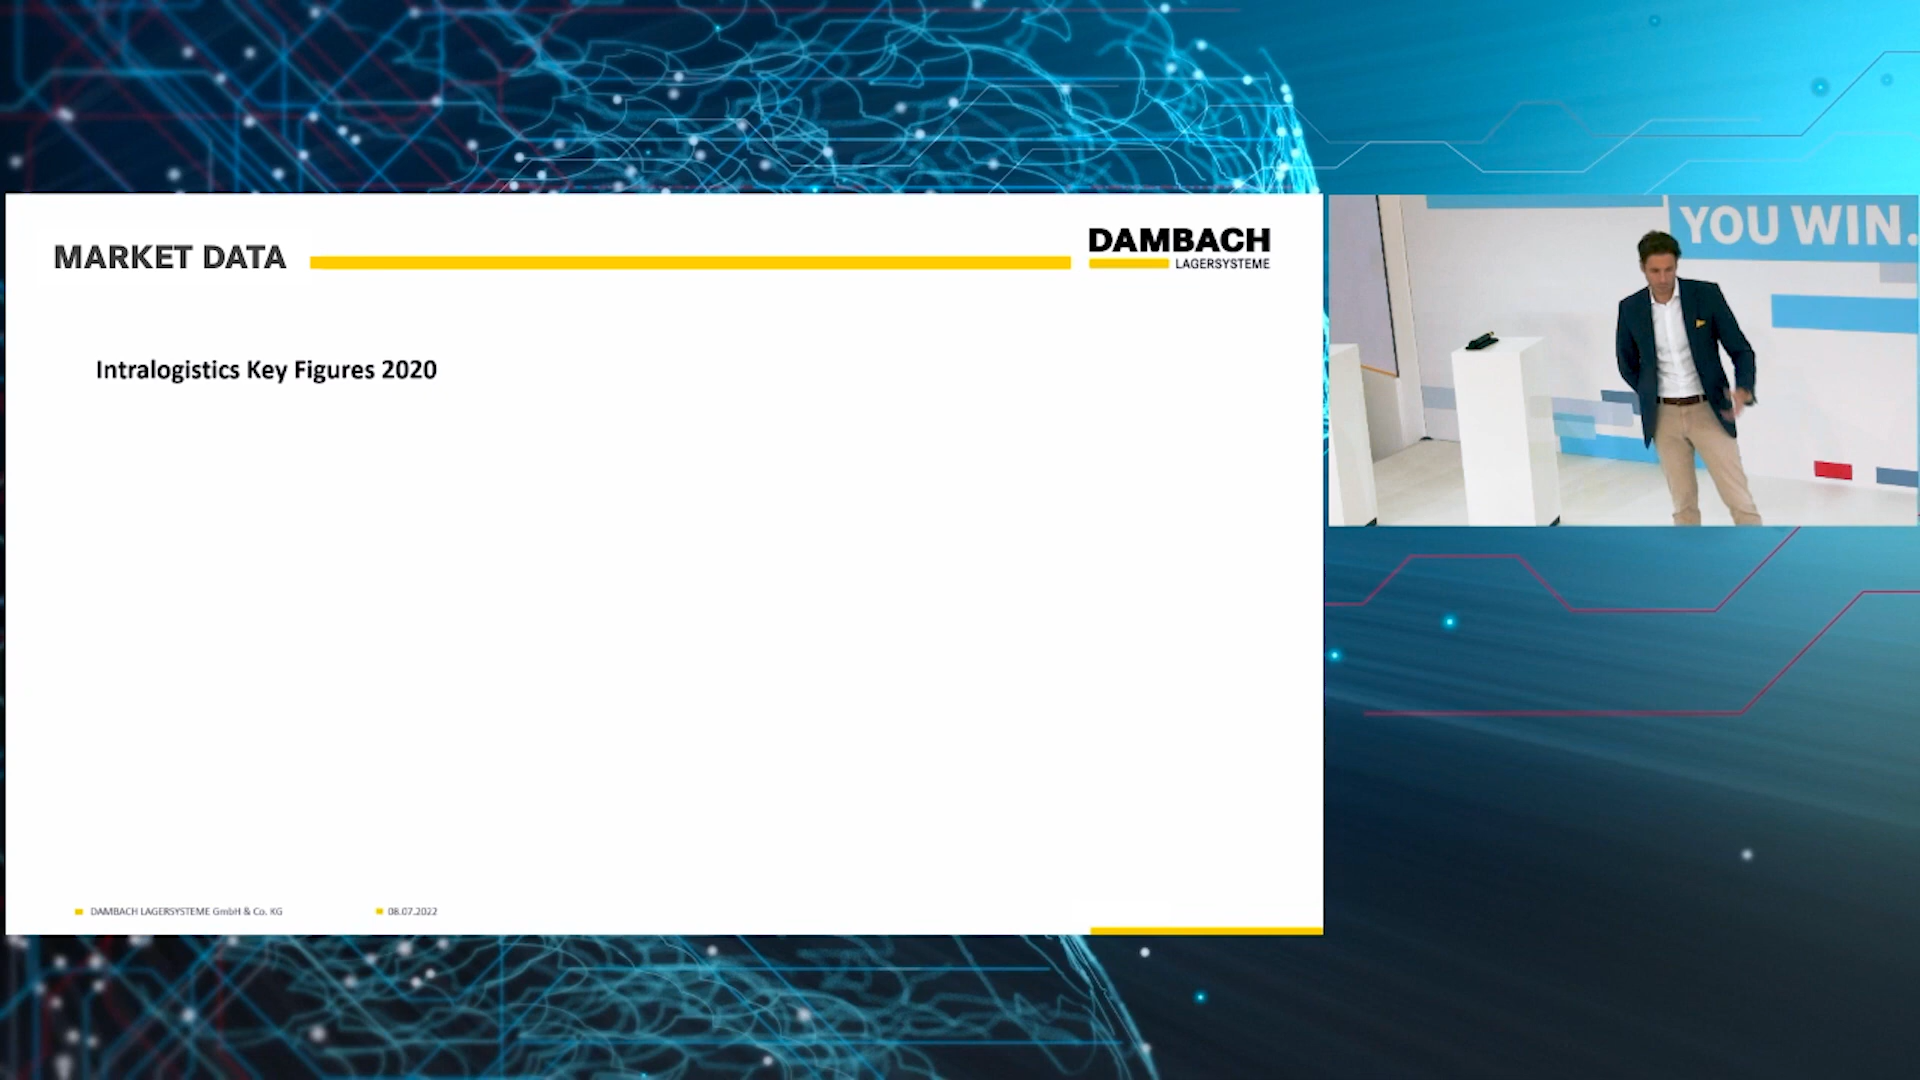 MARKET DATA
DAMBACH
LAGERSYSTEME
YOU WIN.
Intralogistics Key Figures 2020
DAMBACH LAGERSYSTEME GmbH & Co. KG
08.07.2022